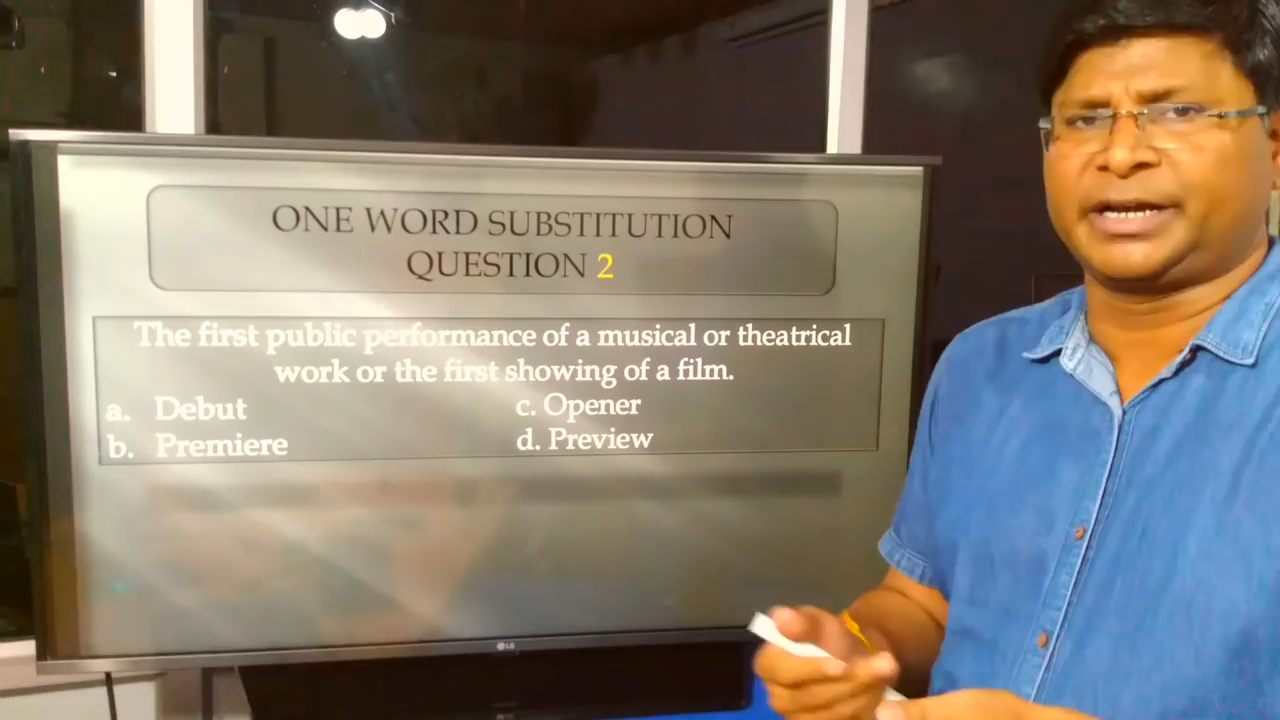 ONE WORD SUBSTITUTION
QUESTION 2
The first public performance of a musical or theatrical
work or the first showing of a film.
a. Debut
b. Premiere
c. Opener
d. Preview
LG